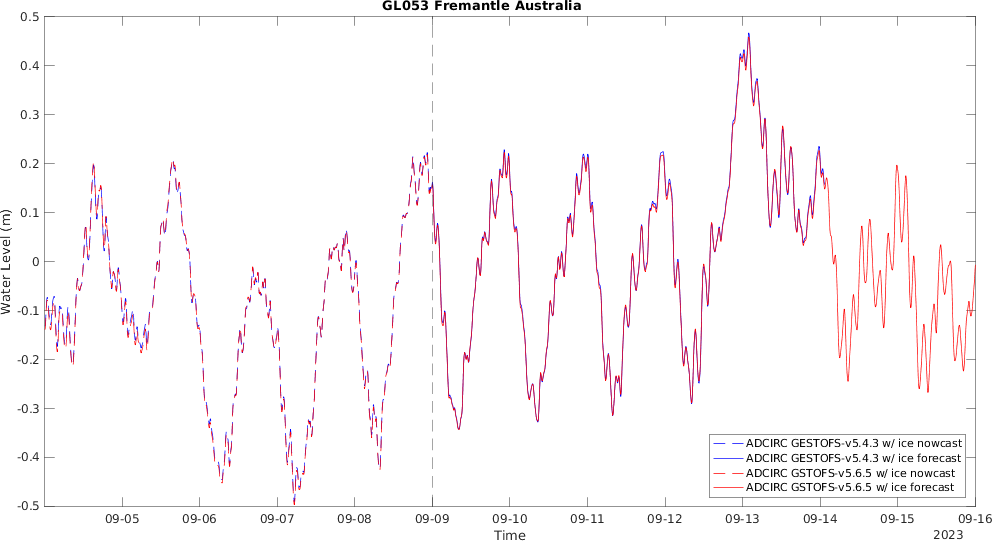 GL053 Fremantle Australia
0.5
0.4
0.3
0.2
0.1
0
-0.1
-0.2
-0.3
-0.4
-0.5
Water Level (m)
ADCIRC GESTOFS-v5.4.3 w/ ice nowcast
ADCIRC GESTOFS-v5.4.3 w/ ice forecast
ADCIRC GSTOFS-v5.6.5 w/ ice nowcast
ADCIRC GSTOFS-v5.6.5 w/ ice forecast
09-05 09-06 09-07 09-08 09-09 09-10 09-11 09-12 09-13 09-14 09-15 09-16
Time
2023